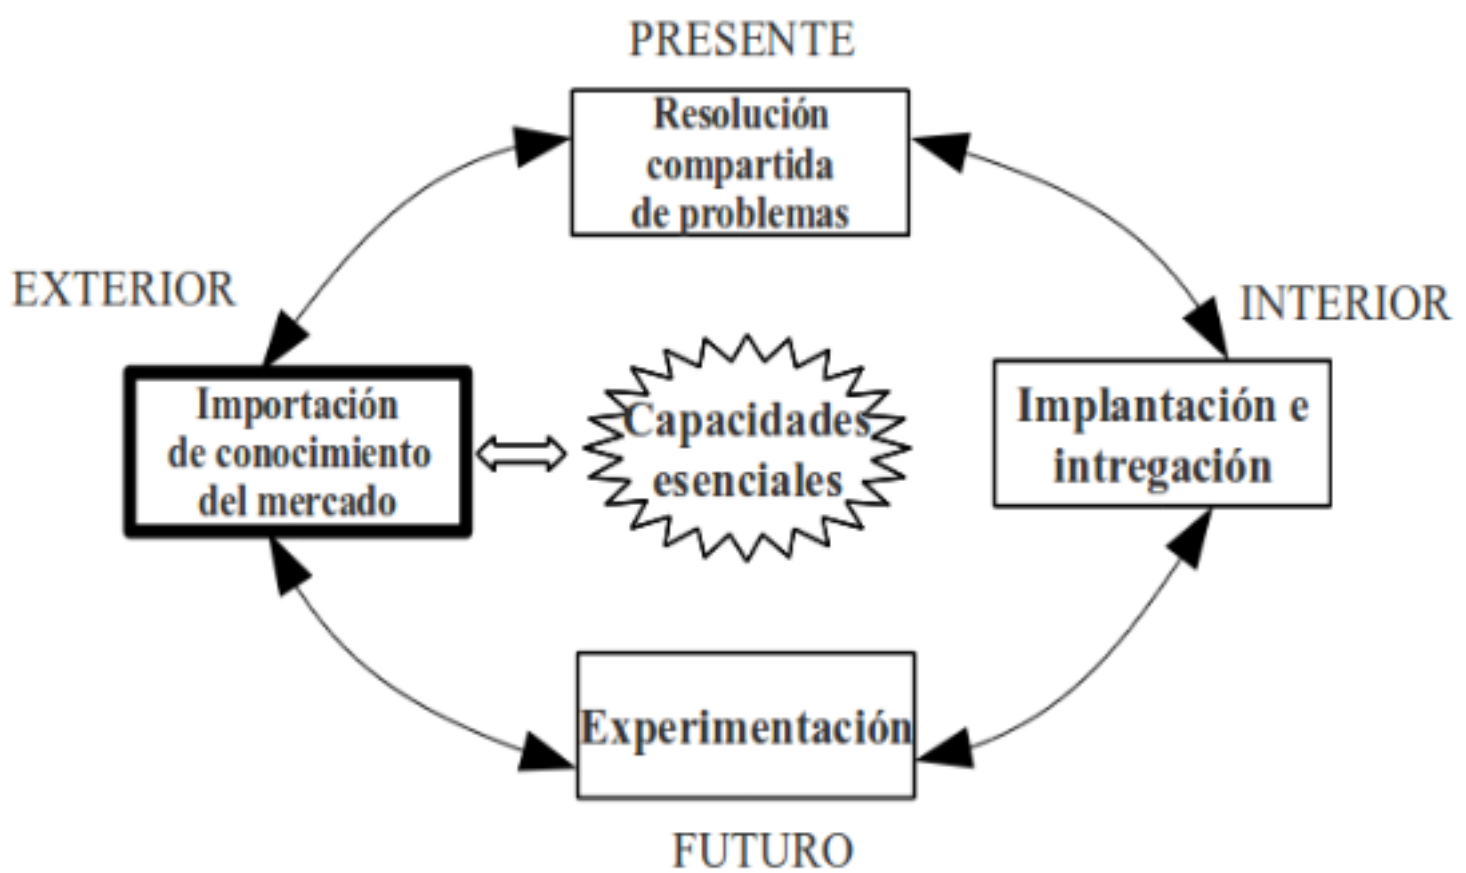 PRESENTE
Resolución
compartida
de problemas
EXTERIOR
INTERIOR
Importación
de conocimiento
del mercado
Capacidades
esenciales
Implantación e
intregación
Experimentación
FUTURO